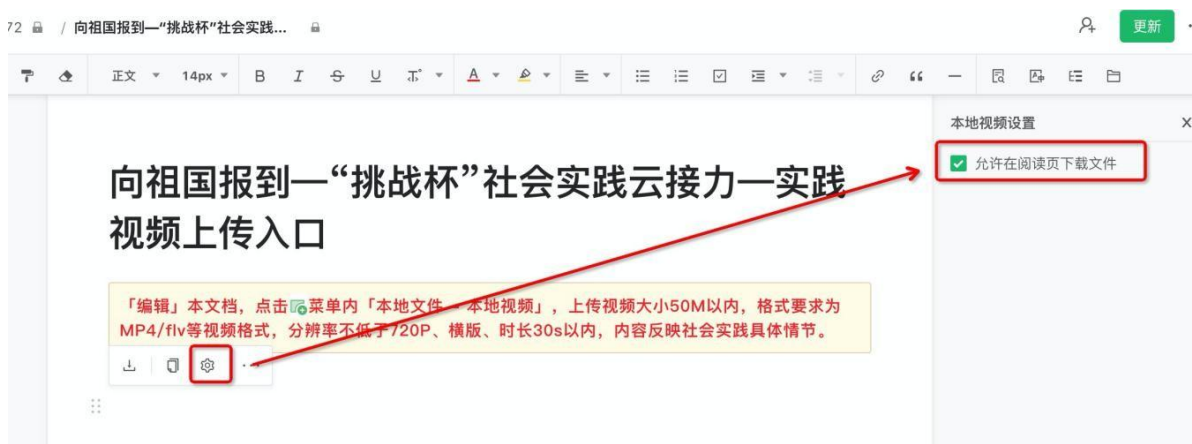 72 / 向祖国报到—“挑战杯”社会实践...
更新
正文 14px B I S U A
本地视频设置 X
允许在阅读页下载文件
向祖国报到—“挑战杯”社会实践云接力—实践
视频上传入口
「编辑」本文档，点击菜单内「本地文件 - 本地视频」，上传视频大小50M以内，格式要求为
MP4/flv等视频格式，分辨率不低于720P、横版、时长30s以内，内容反映社会实践具体情节。